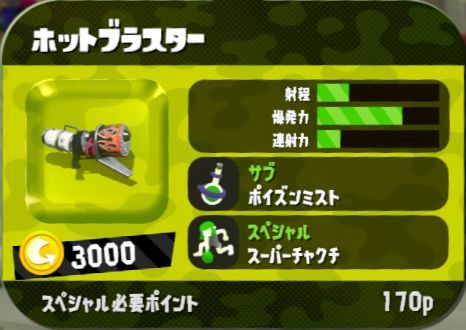 ホットブラスター
射程
爆発力
連射力
サブ
ポイズンミスト
スペシャル
スーパーチャクチ
3000
スペシャル必要ポイント 170p